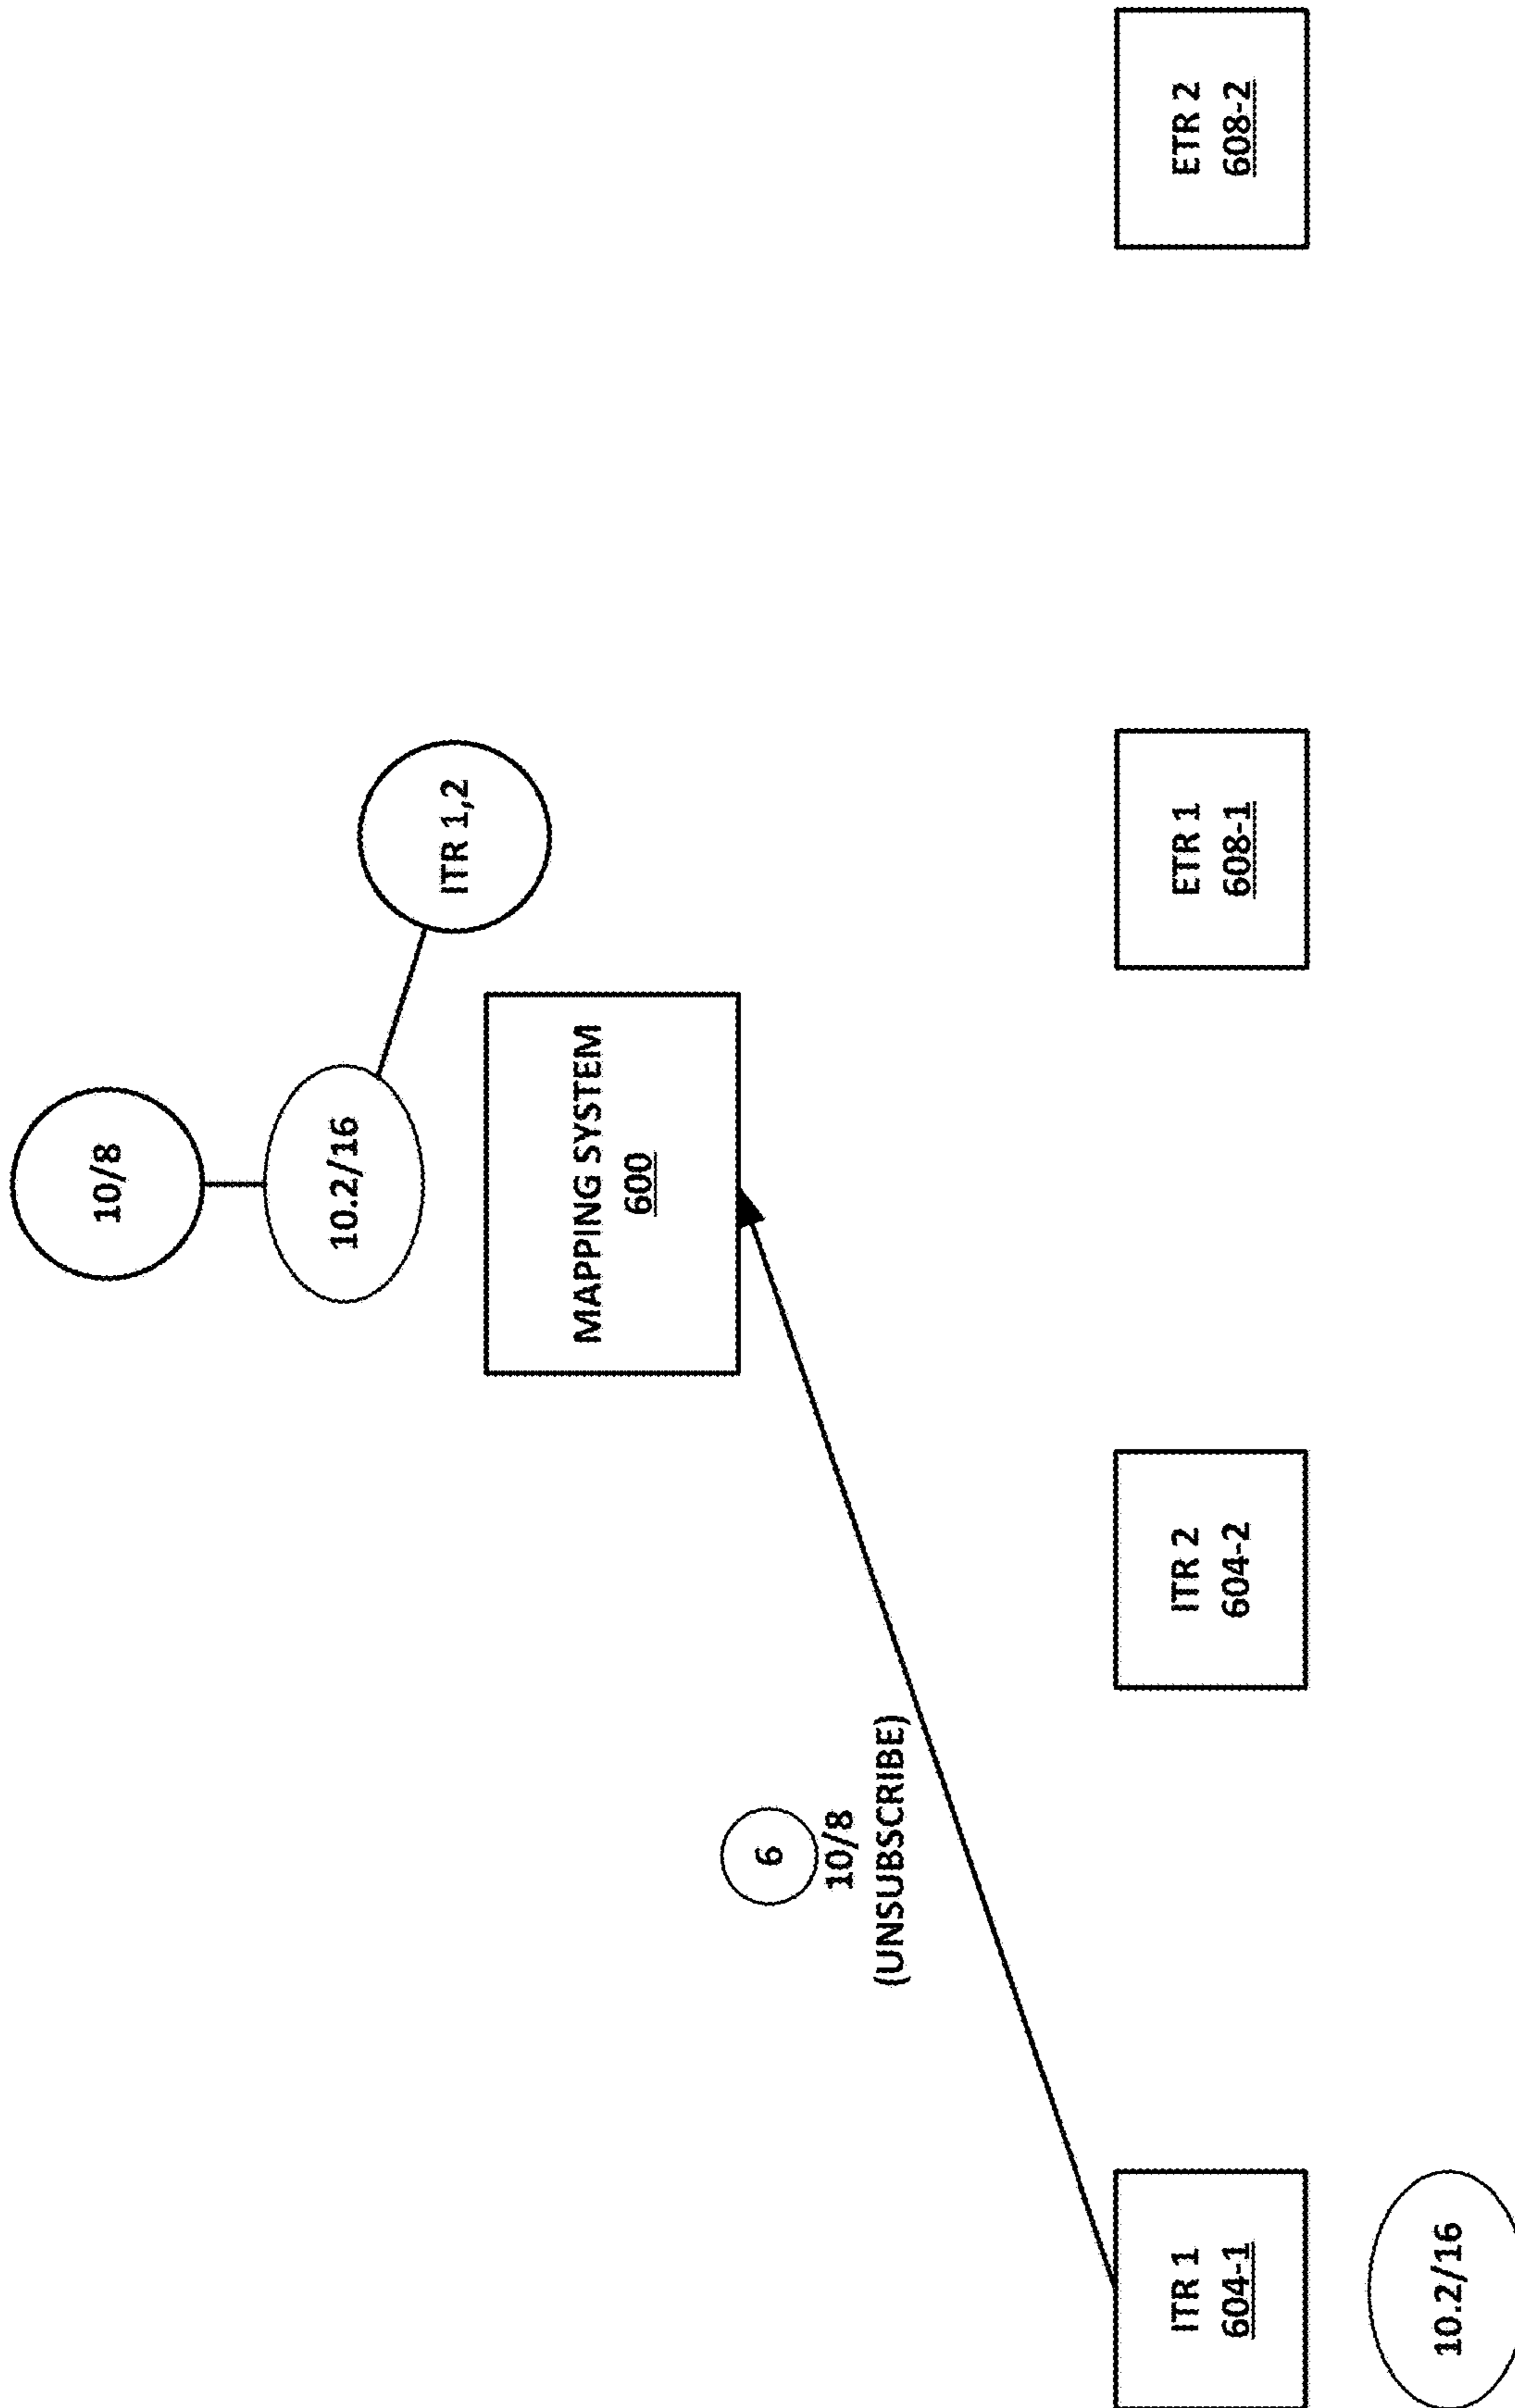 10/8
10.2/16
ITR 1,2
MAPPING SYSTEM
600
6
10/8
(UNSUBSCRIBE)
ITR 1
604-1
ITR 2
604-2
ETR 1
608-1
ETR 2
608-2
10.2/16